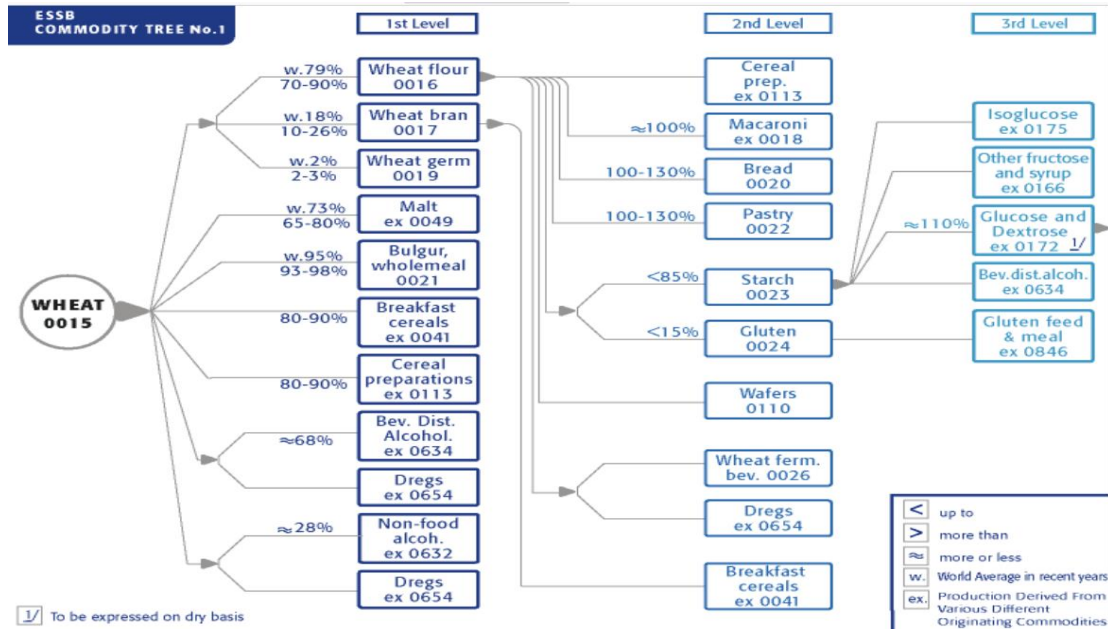 ESSB
COMMODITY TREE No.1
1st Level
2nd Level
3rd Level
WHEAT
0015
w.79%
70-90%
Wheat flour
0016
w.18%
10-26%
Wheat bran
0017
w.2%
2-3%
Wheat germ
0019
w.73%
65-80%
Malt
ex 0049
w.95%
93-98%
Bulgur,
wholemeal
0021
80-90%
Breakfast
cereals
ex 0041
80-90%
Cereal
preparations
ex 0113
≈68%
Bev. Dist.
Alcohol.
ex 0634
Dregs
ex 0654
≈28%
Non-food
alcoh.
ex 0632
Dregs
ex 0654
Cereal
prep.
ex 0113
≈100%
Macaroni
ex 0018
100-130%
Bread
0020
100-130%
Pastry
0022
<85%
Starch
0023
<15%
Gluten
0024
Wafers
0110
Wheat ferm.
bev. 0026
Dregs
ex 0654
Breakfast
cereals
ex 0041
Isoglucose
ex 0175
Other fructose
and syrup
ex 0166
≈110%
Glucose and
Dextrose
ex 0172 1/
Bev.dist.alcoh.
ex 0634
Gluten feed
& meal
ex 0846
< up to
> more than
≈ more or less
w. World Average in recent years
ex. Production Derived From
Various Different
Originating Commodities
1/ To be expressed on dry basis